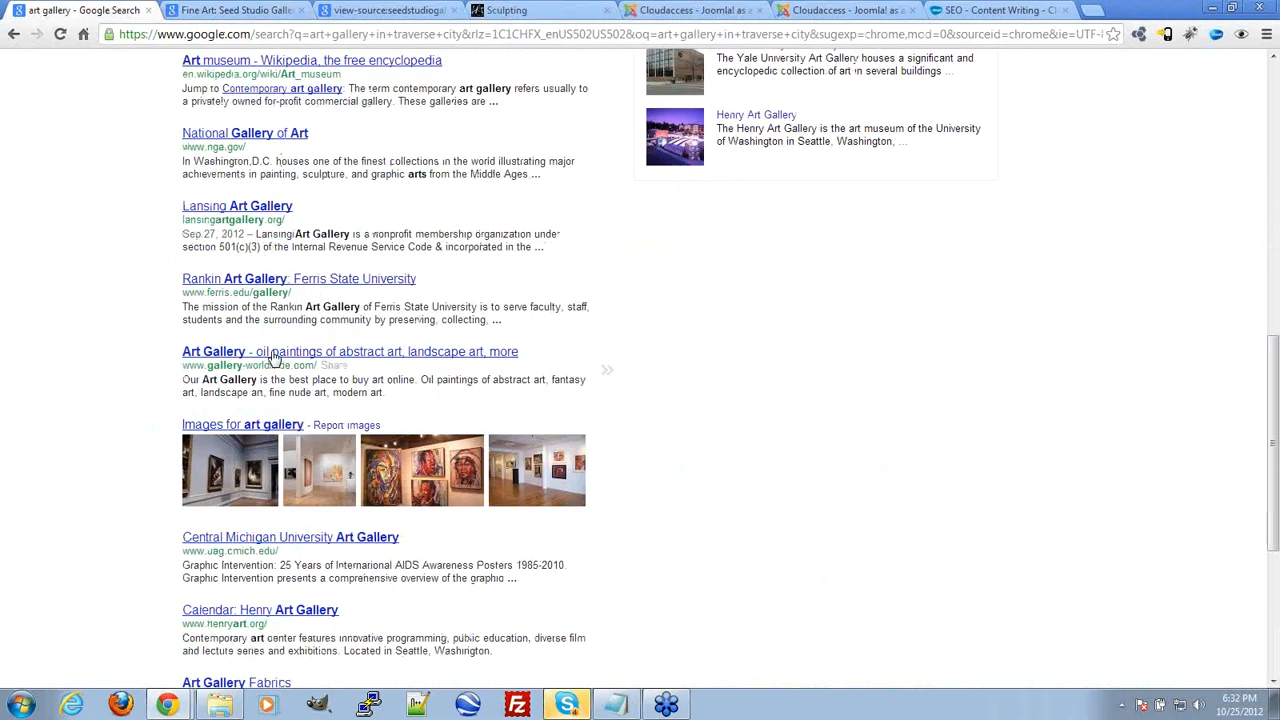 art gallery - Google Search
Fine Art: Seed Studio Galle
view-source:seedstudiogal
Sculpting
Cloudaccess - Joomla! as a
Cloudaccess - Joomla! as a
SEO - Content Writing - Cl
https://www.google.com/search?q=art+gallery+in+traverse+city&rlz=1C1CHFX_enUS502US502&oq=art+gallery+in+traverse+city&sugexp=chrome,mod=0&sourceid=chrome&ie=UTF-
Art museum - Wikipedia, the free encyclopedia
en.wikipedia.org/wiki/Art_museum
Jump to Contemporary art gallery: The term contemporary art gallery refers usually to
a privately owned for-profit commercial gallery. These galleries are ...
National Gallery of Art
www.nga.gov/
In Washington,D.C. houses one of the finest collections in the world illustrating major
achievements in painting, sculpture, and graphic arts from the Middle Ages ...
Lansing Art Gallery
lansingartgallery.org/
Sep 27, 2012 – Lansing Art Gallery is a nonprofit membership organization under
section 501(c)(3) of the Internal Revenue Service Code & incorporated in the ...
Rankin Art Gallery: Ferris State University
www.ferris.edu/gallery/
The mission of the Rankin Art Gallery of Ferris State University is to serve faculty, staff,
students and the surrounding community by preserving, collecting, ...
Art Gallery - oil paintings of abstract art, landscape art, more
www.gallery-worldwide.com/ Share
Our Art Gallery is the best place to buy art online. Oil paintings of abstract art, fantasy
art, landscape art, fine nude art, modern art.
Images for art gallery - Report images
Central Michigan University Art Gallery
www.uag.cmich.edu/
Graphic Intervention: 25 Years of International AIDS Awareness Posters 1985-2010.
Graphic Intervention presents a comprehensive overview of the graphic ...
Calendar: Henry Art Gallery
www.henryart.org/
Contemporary art center features innovative programming, public education, diverse film
and lecture series and exhibitions. Located in Seattle, Washington.
Art Gallery Fabrics
The Yale University Art Gallery houses a significant and
encyclopedic collection of art in several buildings ...
Henry Art Gallery
The Henry Art Gallery is the art museum of the University
of Washington in Seattle, Washington, ...
6:32 PM
10/25/2012